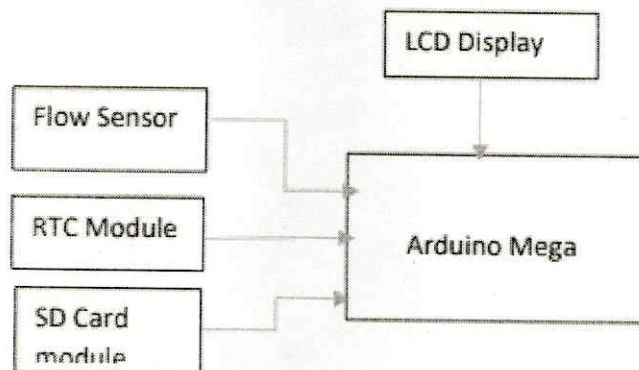 LCD Display
Flow Sensor
RTC Module
Arduino Mega
SD Card
module